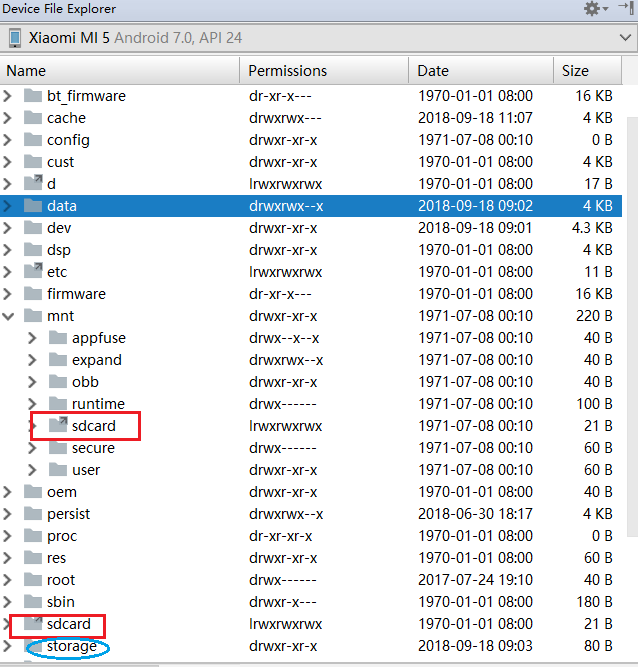 Device File Explorer
Xiaomi MI 5 Android 7.0, API 24
Name Permissions Date Size
bt_firmware dr-xr-x--- 1970-01-01 08:00 16 KB
cache drwxrwx--- 2018-09-18 11:07 4 KB
config drwxr-xr-x 1971-07-08 00:10 0 B
cust drwxr-xr-x 1970-01-01 08:00 4 KB
d lrwxrwxrwx 1970-01-01 08:00 17 B
data drwxrwx--x 2018-09-18 09:02 4 KB
dev drwxr-xr-x 2018-09-18 09:01 4.3 KB
dsp drwxr-xr-x 1970-01-01 08:00 4 KB
etc lrwxrwxrwx 1970-01-01 08:00 11 B
firmware dr-xr-x--- 1970-01-01 08:00 16 KB
mnt drwxr-xr-x 1971-07-08 00:10 220 B
appfuse drwx--x--x 1971-07-08 00:10 40 B
expand drwxrwx--x 1971-07-08 00:10 40 B
obb drwxr-xr-x 1971-07-08 00:10 40 B
runtime drwx------ 1971-07-08 00:10 100 B
sdcard lrwxrwxrwx 1971-07-08 00:10 21 B
secure drwx------ 1971-07-08 00:10 60 B
user drwxr-xr-x 1971-07-08 00:10 60 B
oem drwxr-xr-x 1970-01-01 08:00 40 B
persist drwxrwx--x 2018-06-30 18:17 4 KB
proc dr-xr-xr-x 1970-01-01 08:00 0 B
res drwxr-xr-x 1970-01-01 08:00 60 B
root drwx------ 2017-07-24 19:10 40 B
sbin drwxr-x--- 1970-01-01 08:00 180 B
sdcard lrwxrwxrwx 1970-01-01 08:00 21 B
storage drwxr-xr-x 2018-09-18 09:03 80 B